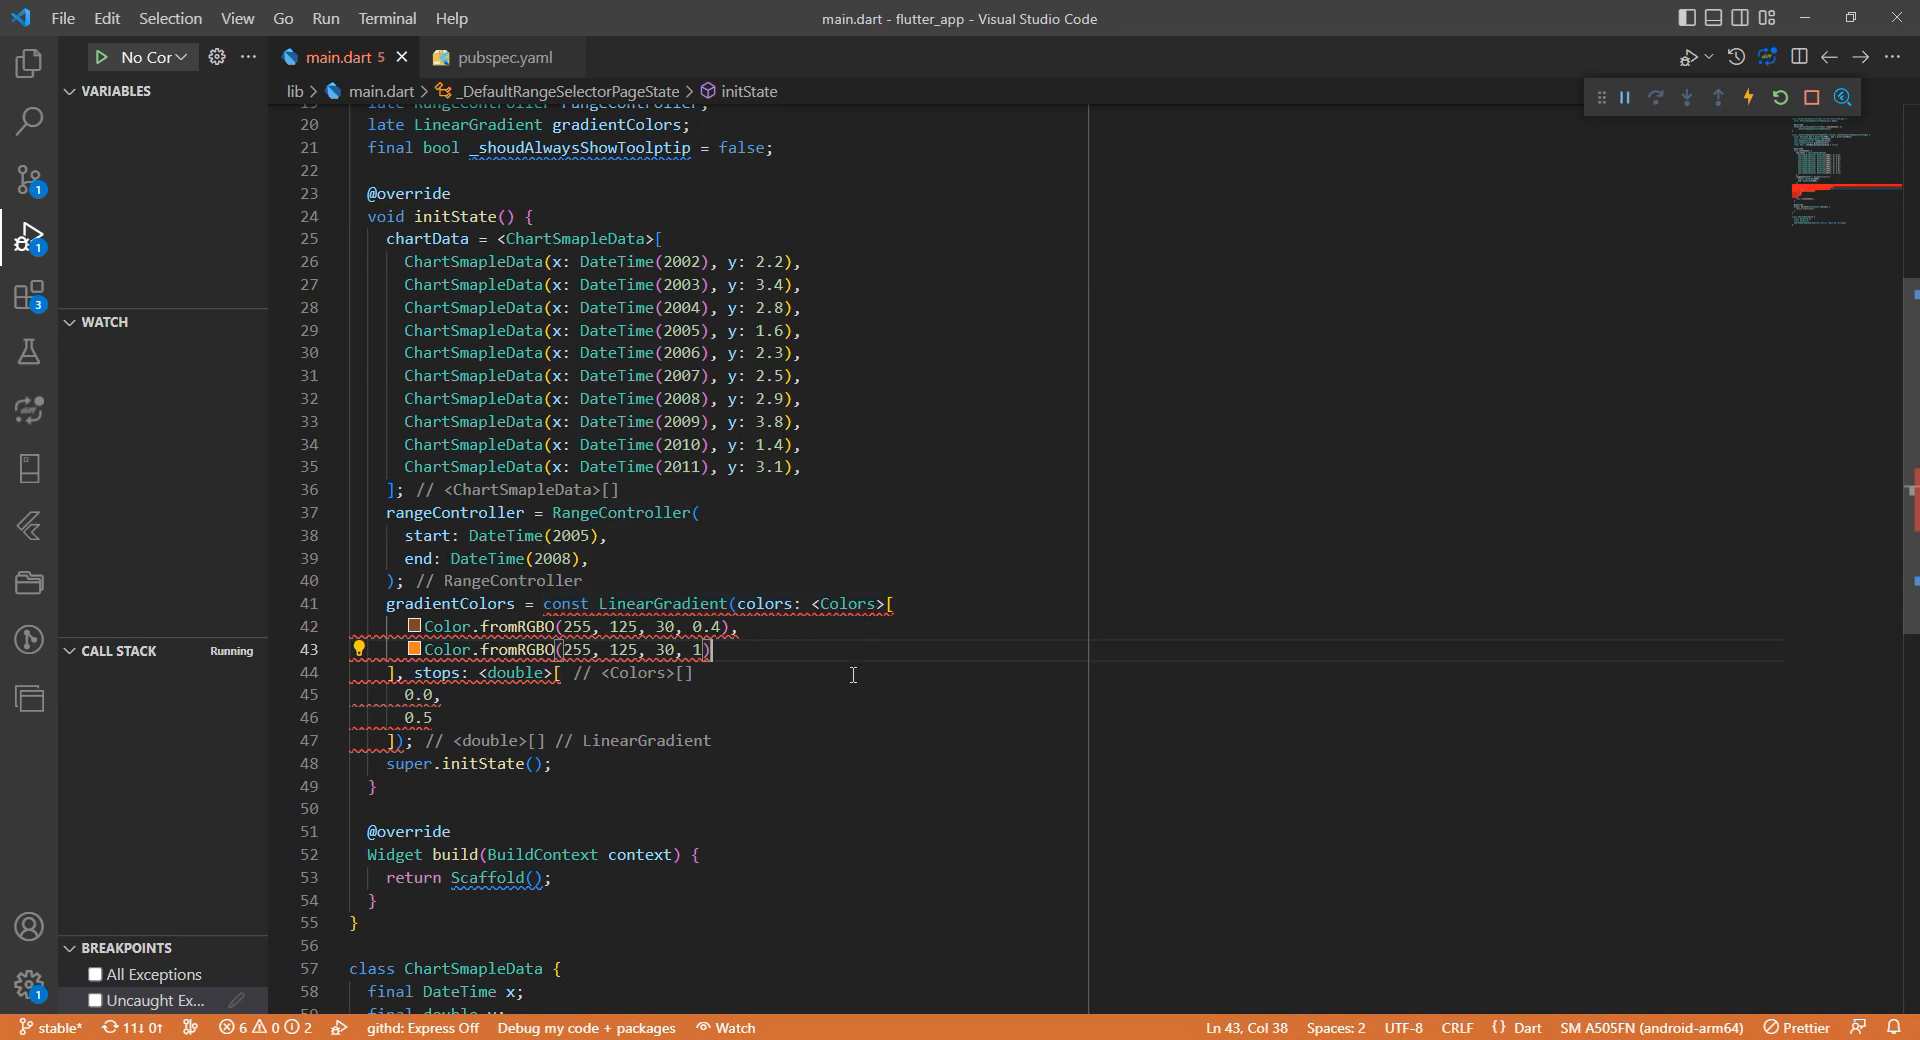 File Edit Selection View Go Run Terminal Help
main.dart - flutter_app - Visual Studio Code
No Cor
main.dart 5
pubspec.yaml
lib > main.dart > _DefaultRangeSelectorPageState > initState
VARIABLES
WATCH
CALL STACK Running
BREAKPOINTS
All Exceptions
Uncaught Ex...
1
1
3
1
20 late LinearGradient gradientColors;
21 final bool _shoudAlwaysShowToolptip = false;
22
23 @override
24 void initState() {
25 chartData = <ChartSmapleData>[
26 ChartSmapleData(x: DateTime(2002), y: 2.2),
27 ChartSmapleData(x: DateTime(2003), y: 3.4),
28 ChartSmapleData(x: DateTime(2004), y: 2.8),
29 ChartSmapleData(x: DateTime(2005), y: 1.6),
30 ChartSmapleData(x: DateTime(2006), y: 2.3),
31 ChartSmapleData(x: DateTime(2007), y: 2.5),
32 ChartSmapleData(x: DateTime(2008), y: 2.9),
33 ChartSmapleData(x: DateTime(2009), y: 3.8),
34 ChartSmapleData(x: DateTime(2010), y: 1.4),
35 ChartSmapleData(x: DateTime(2011), y: 3.1),
36 ]; // <ChartSmapleData>[]
37 rangeController = RangeController(
38 start: DateTime(2005),
39 end: DateTime(2008),
40 ); // RangeController
41 gradientColors = const LinearGradient(colors: <Colors>[
42 Color.fromRGBO(255, 125, 30, 0.4),
43 Color.fromRGBO(255, 125, 30, 1)
44 ], stops: <double>[ // <Colors>[]
45 0.0,
46 0.5
47 ]); // <double>[] // LinearGradient
48 super.initState();
49 }
50
51 @override
52 Widget build(BuildContext context) {
53 return Scaffold();
54 }
55 }
56
57 class ChartSmapleData {
58 final DateTime x;
stable* 11↓ 0↑ 6 0 2 githd: Express Off Debug my code + packages Watch
Ln 43, Col 38 Spaces: 2 UTF-8 CRLF {} Dart SM A505FN (android-arm64) Prettier